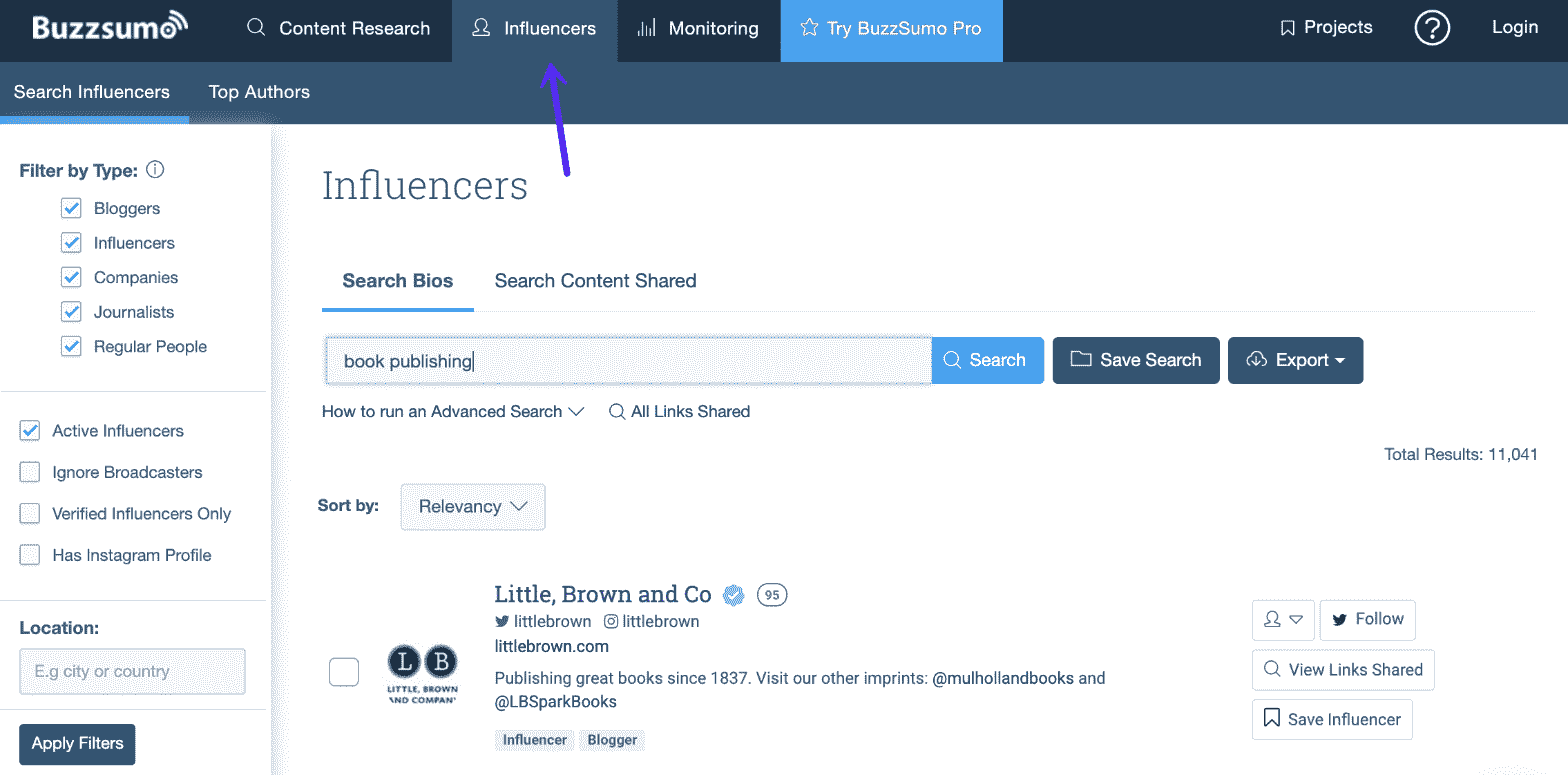 Buzzsumo Content Research Influencers Monitoring Try BuzzSumo Pro Projects ? Login
Search Influencers Top Authors
Filter by Type:
Bloggers
Influencers
Companies
Journalists
Regular People
Active Influencers
Ignore Broadcasters
Verified Influencers Only
Has Instagram Profile
Location:
E.g city or country
Apply Filters
Influencers
Search Bios Search Content Shared
book publishing Search Save Search Export
How to run an Advanced Search All Links Shared
Total Results: 11,041
Sort by: Relevancy
L B
LITTLE, BROWN
AND COMPANY
Little, Brown and Co 95
littlebrown littlebrown
littlebrown.com
Publishing great books since 1837. Visit our other imprints: @mulhollandbooks and
@LBSparkBooks
Influencer Blogger
Follow
View Links Shared
Save Influencer